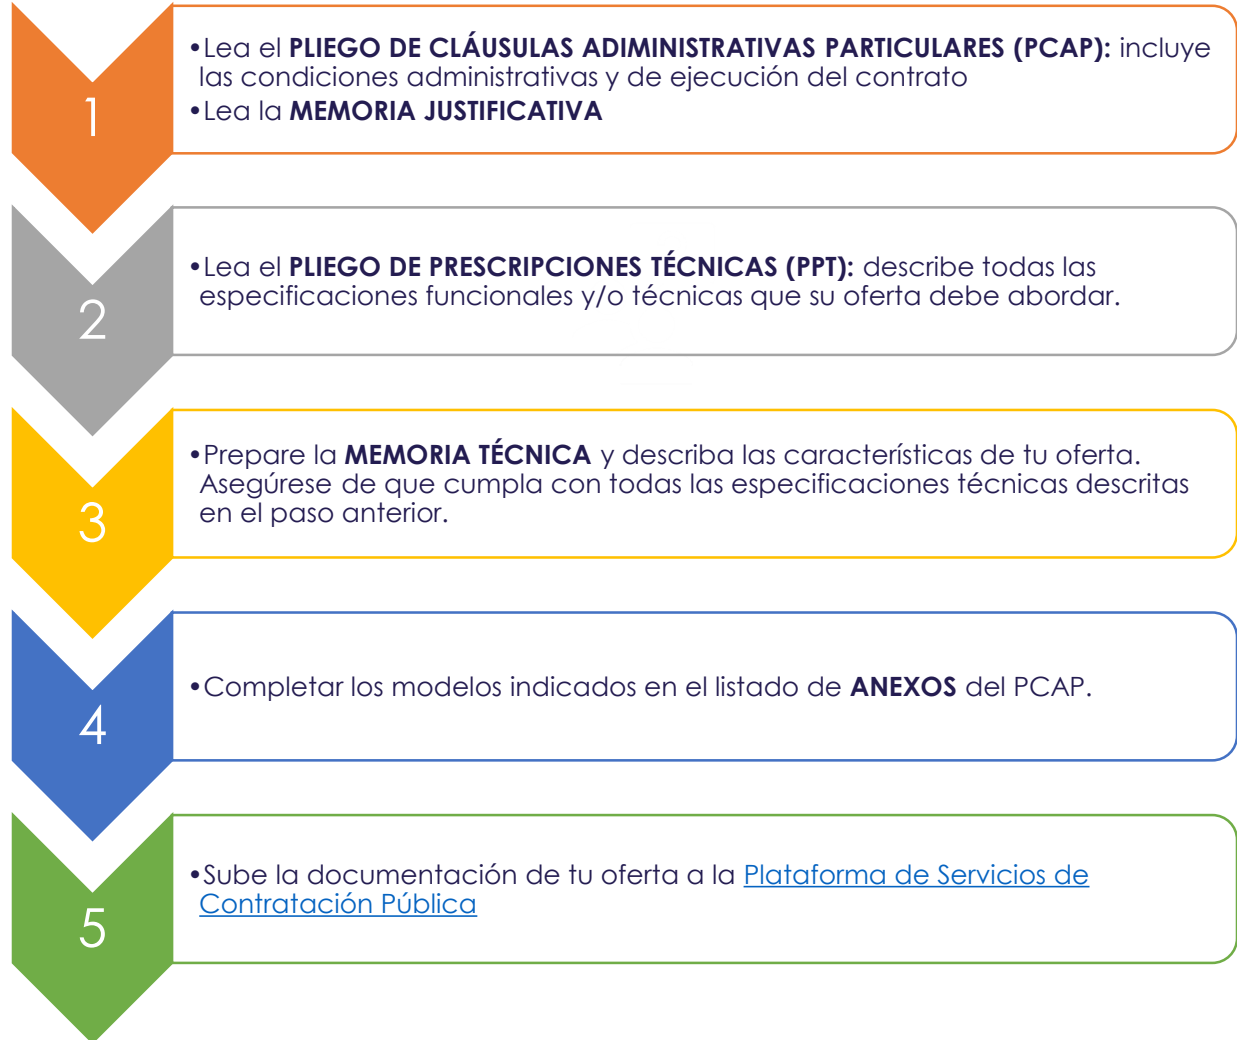 1
•Lea el PLIEGO DE CLÁUSULAS ADIMINISTRATIVAS PARTICULARES (PCAP): incluye
las condiciones administrativas y de ejecución del contrato
•Lea la MEMORIA JUSTIFICATIVA
2
•Lea el PLIEGO DE PRESCRIPCIONES TÉCNICAS (PPT): describe todas las
especificaciones funcionales y/o técnicas que su oferta debe abordar.
3
•Prepare la MEMORIA TÉCNICA y describa las características de tu oferta.
Asegúrese de que cumpla con todas las especificaciones técnicas descritas
en el paso anterior.
4
•Completar los modelos indicados en el listado de ANEXOS del PCAP.
5
•Sube la documentación de tu oferta a la Plataforma de Servicios de
Contratación Pública